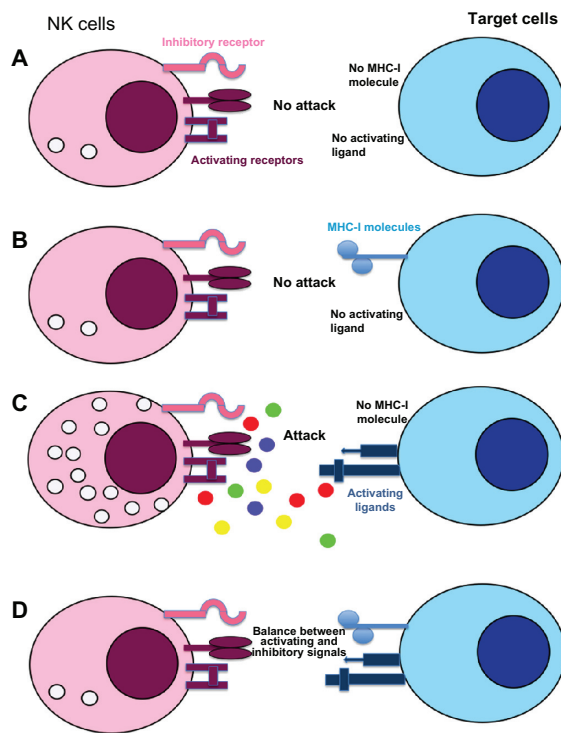 NK cells
Target cells
A
Inhibitory receptor
No attack
Activating receptors
No MHC-I
molecule
No activating
ligand
B
No attack
MHC-I molecules
No activating
ligand
C
Attack
No MHC-I
molecule
Activating
ligands
D
Balance between
activating and
inhibitory signals